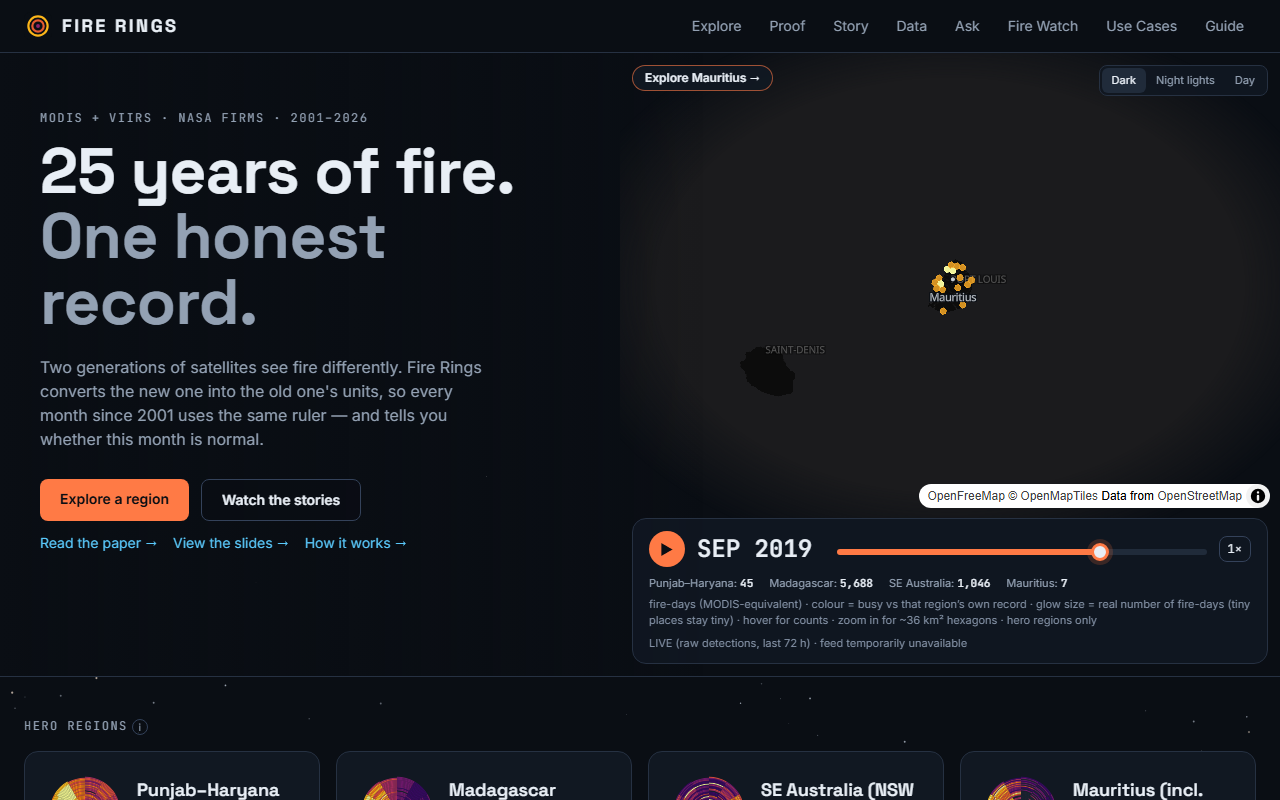 FIRE RINGS
Explore
Proof
Story
Data
Ask
Fire Watch
Use Cases
Guide
MODIS + VIIRS · NASA FIRMS · 2001–2026
25 years of fire.
One honest
record.
Two generations of satellites see fire differently. Fire Rings
converts the new one into the old one's units, so every
month since 2001 uses the same ruler — and tells you
whether this month is normal.
Explore a region
Watch the stories
Read the paper →
View the slides →
How it works →
Explore Mauritius →
Dark
Night lights
Day
LOUIS
Mauritius
SAINT-DENIS
OpenFreeMap © OpenMapTiles Data from OpenStreetMap
SEP 2019
1×
Punjab–Haryana: 45
Madagascar: 5,688
SE Australia: 1,046
Mauritius: 7
fire-days (MODIS-equivalent) · colour = busy vs that region's own record · glow size = real number of fire-days (tiny
places stay tiny) · hover for counts · zoom in for ~36 km² hexagons · hero regions only
LIVE (raw detections, last 72 h) · feed temporarily unavailable
HERO REGIONS
Punjab–Haryana
Madagascar
SE Australia (NSW
Mauritius (incl.